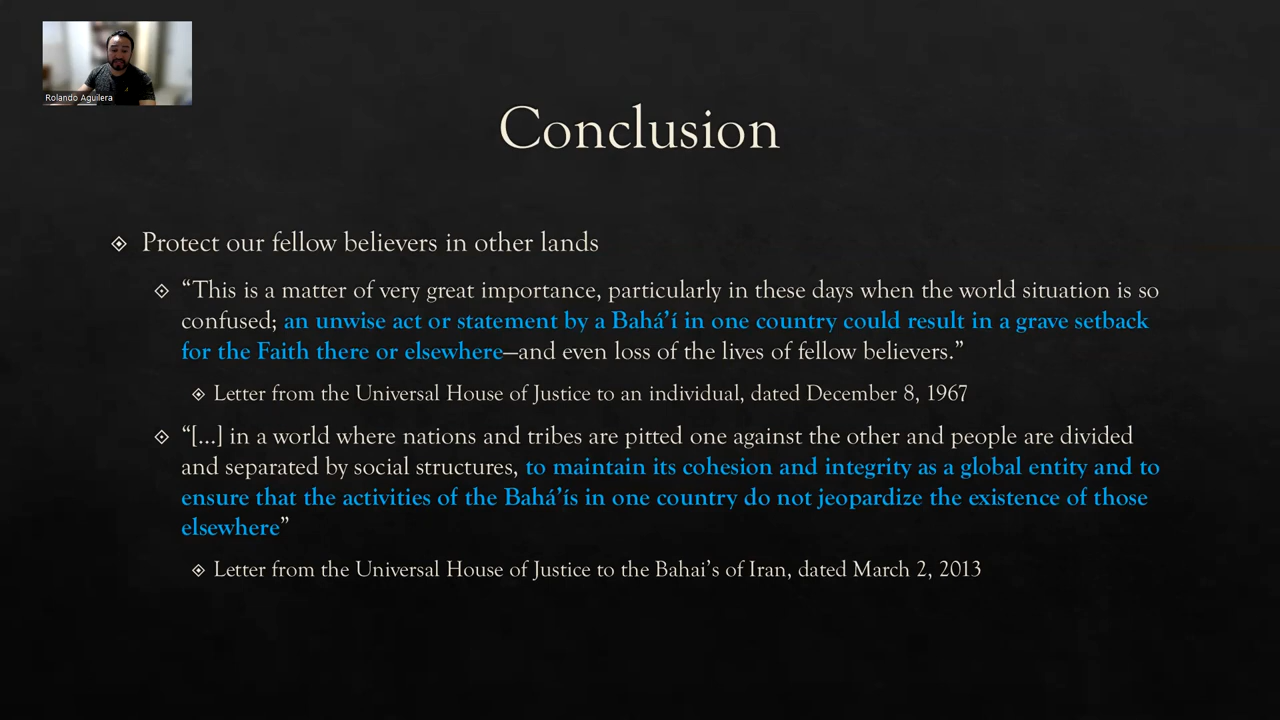 Rolando Aguilera
Conclusion
Protect our fellow believers in other lands
“This is a matter of very great importance, particularly in these days when the world situation is so
confused; an unwise act or statement by a Bahá’í in one country could result in a grave setback
for the Faith there or elsewhere—and even loss of the lives of fellow believers.”
Letter from the Universal House of Justice to an individual, dated December 8, 1967
“[…] in a world where nations and tribes are pitted one against the other and people are divided
and separated by social structures, to maintain its cohesion and integrity as a global entity and to
ensure that the activities of the Bahá’ís in one country do not jeopardize the existence of those
elsewhere”
Letter from the Universal House of Justice to the Bahai’s of Iran, dated March 2, 2013